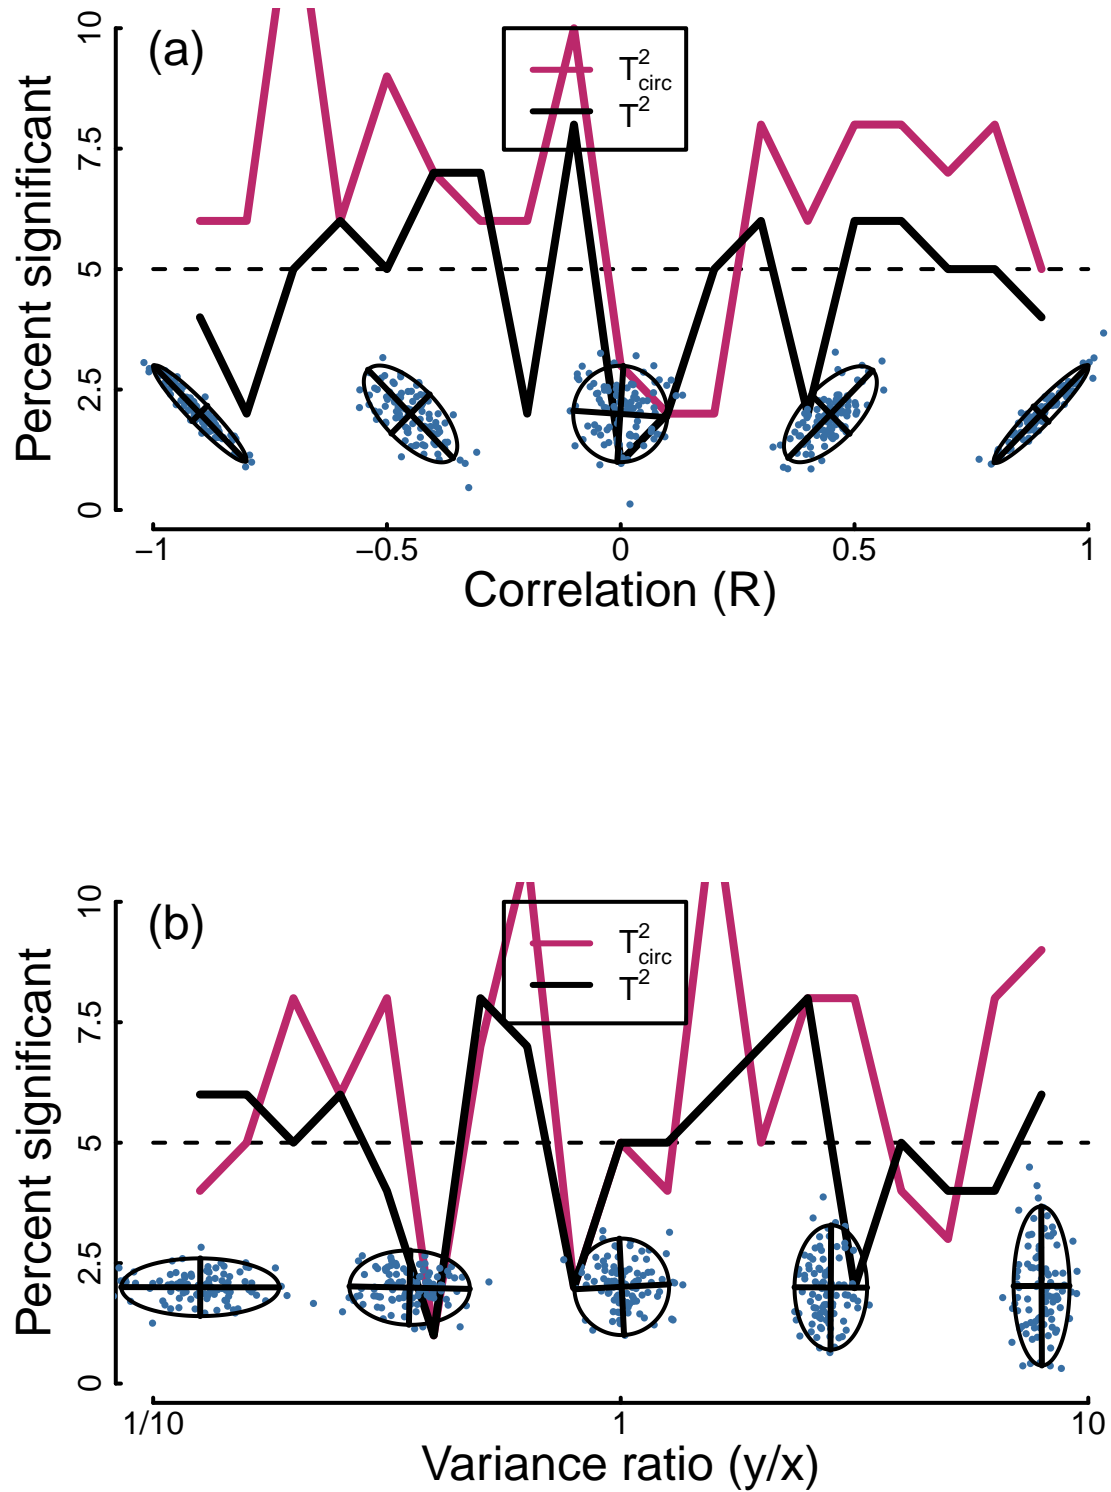 (a)
T²circ
T²
Percent significant
10
7.5
5
2.5
0
−1
−0.5
0
0.5
1
Correlation (R)
(b)
T²circ
T²
Percent significant
10
7.5
5
2.5
0
1/10
1
10
Variance ratio (y/x)